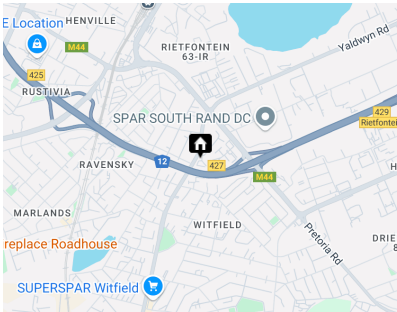 HENVILLE
E Location
M44
RIETFONTEIN
63-IR
Yaldwyn Rd
425
RUSTIVIA
SPAR SOUTH RAND DC
429
Rietfontein
RAVENSKY
12
427
M44
H
MARLANDS
WITFIELD
Pretoria Rd
replace Roadhouse
DRIE
8
SUPERSPAR Witfield